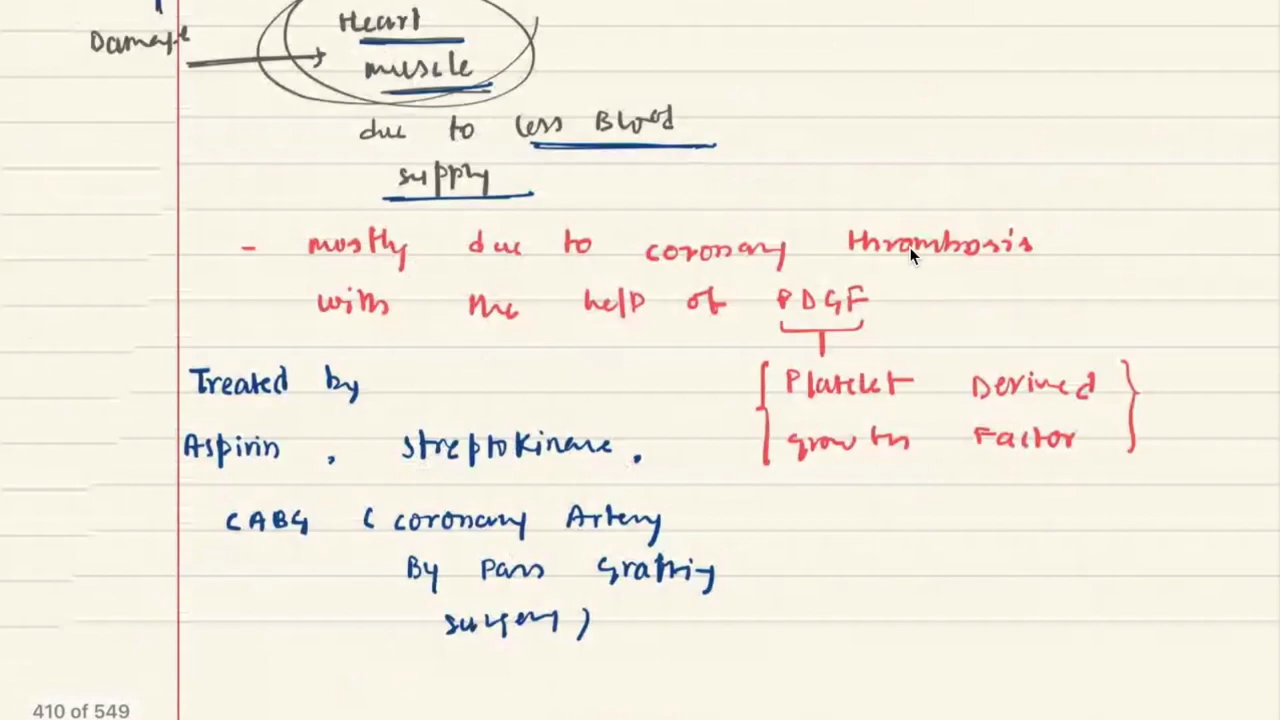 Heart
Damage
muscle
due to less Blood
supply
- mostly due to coronary thrombosis
with the help of PDGF
Treated by
{ Platelet Derived }
growth Factor
Aspirin , streptokinase .
CABG ( coronary Artery
By pass grafting
surgery )
410 of 549